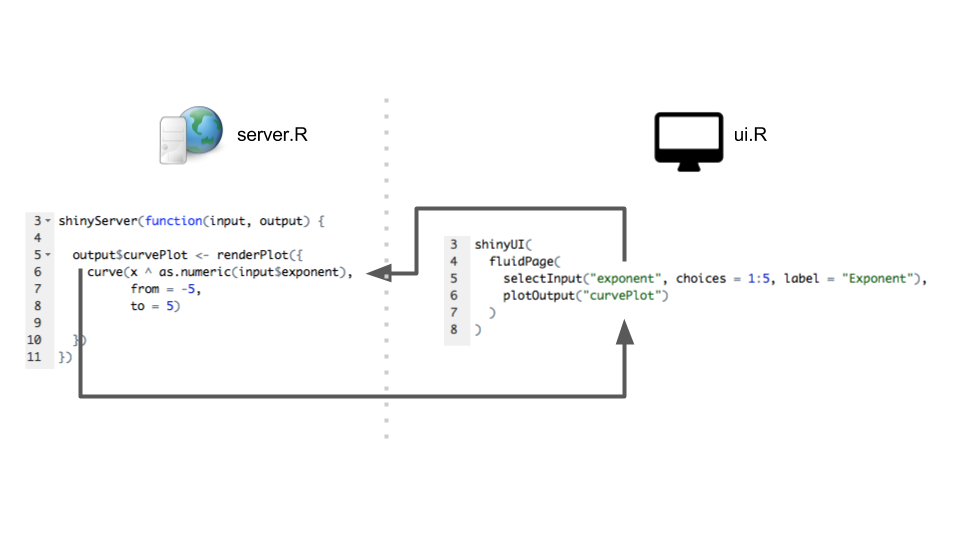 server.R
ui.R
3 shinyServer(function(input, output) {
4
5 output$curvePlot <- renderPlot({
6 curve(x ^ as.numeric(input$exponent),
7 from = -5,
8 to = 5)
9
10 })
11 })
3 shinyUI(
4 fluidPage(
5 selectInput("exponent", choices = 1:5, label = "Exponent"),
6 plotOutput("curvePlot")
7 )
8 )